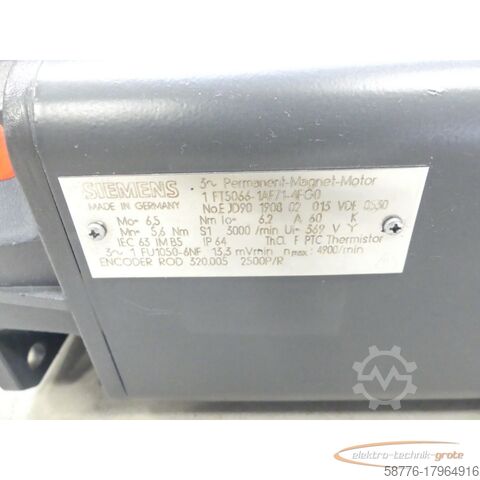 SIEMENS 3~ Permanent-Magnet-Motor
MADE IN GERMANY 1 FT5066-1AF71-4FG0
No.E JD90 1908 02 015 VDE 0530
Mo- 6,5 Nm Io- 6,2 A 60 K
Mn- 5,6 Nm S1 3000 /min Ui- 369 V Y
IEC 63 IM B5 IP 64 Th.Cl. F PTC Thermistor
3~ 1 FU1050-6NF 13,3 mV/min n max.: 4900/min
ENCODER ROD 320.005 2500P/R
elektro-technik-grote
58776-17964916